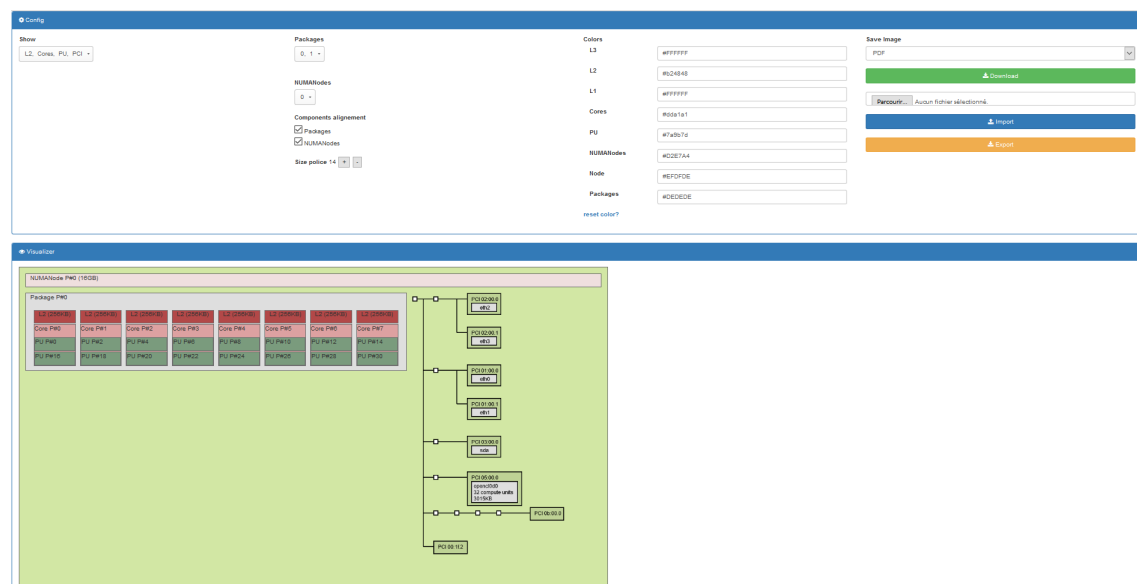 Config
Show
L2, Cores, PU, PCI
Packages
0, 1
NUMANodes
0
Components alignment
Packages
NUMANodes
Size police 14 + -
Colors
L3 #FFFFFF
L2 #b24848
L1 #FFFFFF
Cores #dda1a1
PU #7a9b7d
NUMANodes #D2E7A4
Node #EFDFDE
Packages #DEDEDE
reset color?
Save Image
PDF
Download
Parcourir... Aucun fichier sélectionné.
Import
Export
Visualizer
NUMANode P#0 (16GB)
Package P#0
L2 (256KB) L2 (256KB) L2 (256KB) L2 (256KB) L2 (256KB) L2 (256KB) L2 (256KB) L2 (256KB)
Core P#0 Core P#1 Core P#2 Core P#3 Core P#4 Core P#5 Core P#6 Core P#7
PU P#0 PU P#2 PU P#4 PU P#6 PU P#8 PU P#10 PU P#12 PU P#14
PU P#16 PU P#18 PU P#20 PU P#22 PU P#24 PU P#26 PU P#28 PU P#30
PCI 02:00.0
eth2
PCI 02:00.1
eth3
PCI 01:00.0
eth0
PCI 01:00.1
eth1
PCI 03:00.0
sda
PCI 05:00.0
opencl0d0
32 compute units
3015KB
PCI 0b:00.0
PCI 00:1f.2